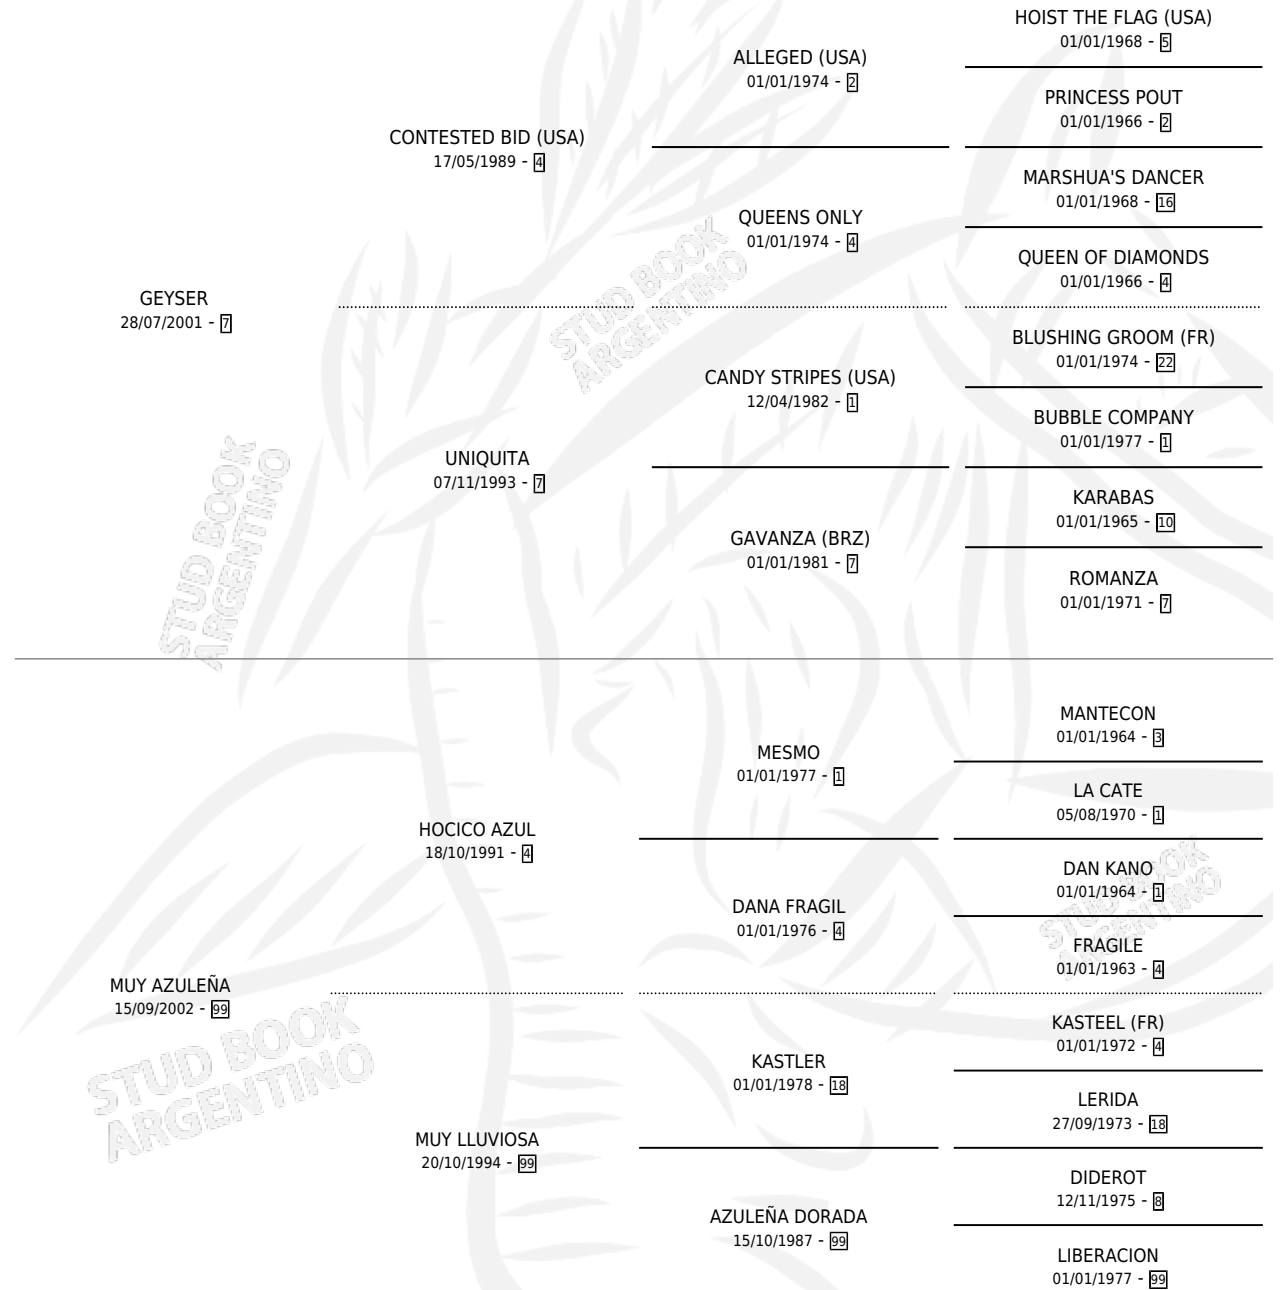 HOIST THE FLAG (USA)
01/01/1968 - 5
ALLEGED (USA)
01/01/1974 - 2
PRINCESS POUT
01/01/1966 - 2
CONTESTED BID (USA)
17/05/1989 - 4
MARSHUA'S DANCER
01/01/1968 - 16
QUEENS ONLY
01/01/1974 - 4
QUEEN OF DIAMONDS
01/01/1966 - 4
GEYSER
28/07/2001 - 7
BLUSHING GROOM (FR)
01/01/1974 - 22
CANDY STRIPES (USA)
12/04/1982 - 1
BUBBLE COMPANY
01/01/1977 - 1
UNIQUITA
07/11/1993 - 7
KARABAS
01/01/1965 - 10
GAVANZA (BRZ)
01/01/1981 - 7
ROMANZA
01/01/1971 - 7
MANTECON
01/01/1964 - 3
MESMO
01/01/1977 - 1
LA CATE
05/08/1970 - 1
HOCICO AZUL
18/10/1991 - 4
DAN KANO
01/01/1964 - 1
DANA FRAGIL
01/01/1976 - 4
FRAGILE
01/01/1963 - 4
MUY AZULEÑA
15/09/2002 - 99
KASTEEL (FR)
01/01/1972 - 4
KASTLER
01/01/1978 - 18
LERIDA
27/09/1973 - 18
MUY LLUVIOSA
20/10/1994 - 99
DIDEROT
12/11/1975 - 8
AZULEÑA DORADA
15/10/1987 - 99
LIBERACION
01/01/1977 - 99
STUD BOOK
ARGENTINO
STUD BOOK
ARGENTINO
STUD BOOK
ARGENTINO
STUD BOOK
ARGENTINO